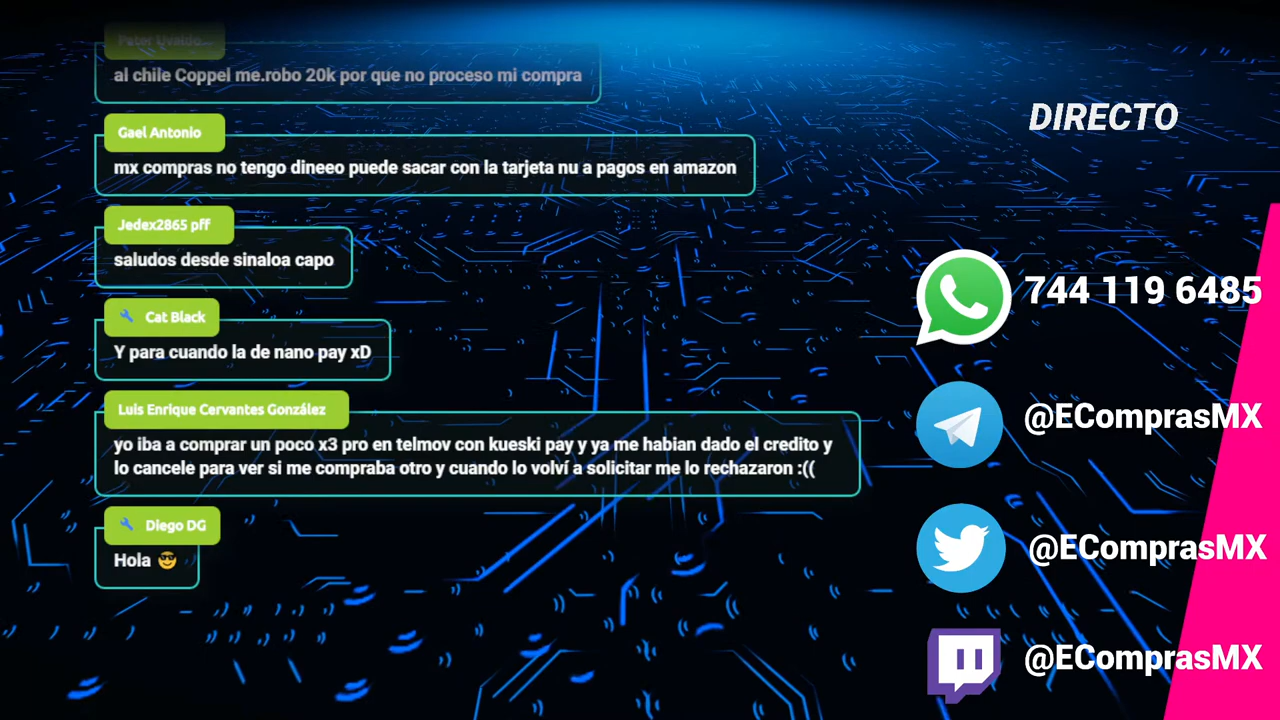 al chile Coppel me.robo 20k por que no proceso mi compra
Gael Antonio
mx compras no tengo dineeo puede sacar con la tarjeta nu a pagos en amazon
Jedex2865 pff
saludos desde sinaloa capo
Cat Black
Y para cuando la de nano pay xD
Luis Enrique Cervantes González
yo iba a comprar un poco x3 pro en telmov con kueski pay y ya me habian dado el credito y
lo cancele para ver si me compraba otro y cuando lo volví a solicitar me lo rechazaron :((
Diego DG
Hola 😎
DIRECTO
744 119 6485
@EComprasMX
@EComprasMX
@EComprasMX